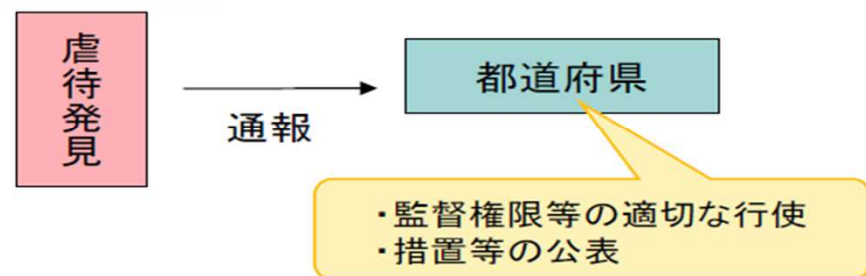 虐待発見
通報
都道府県
・監督権限等の適切な行使
・措置等の公表